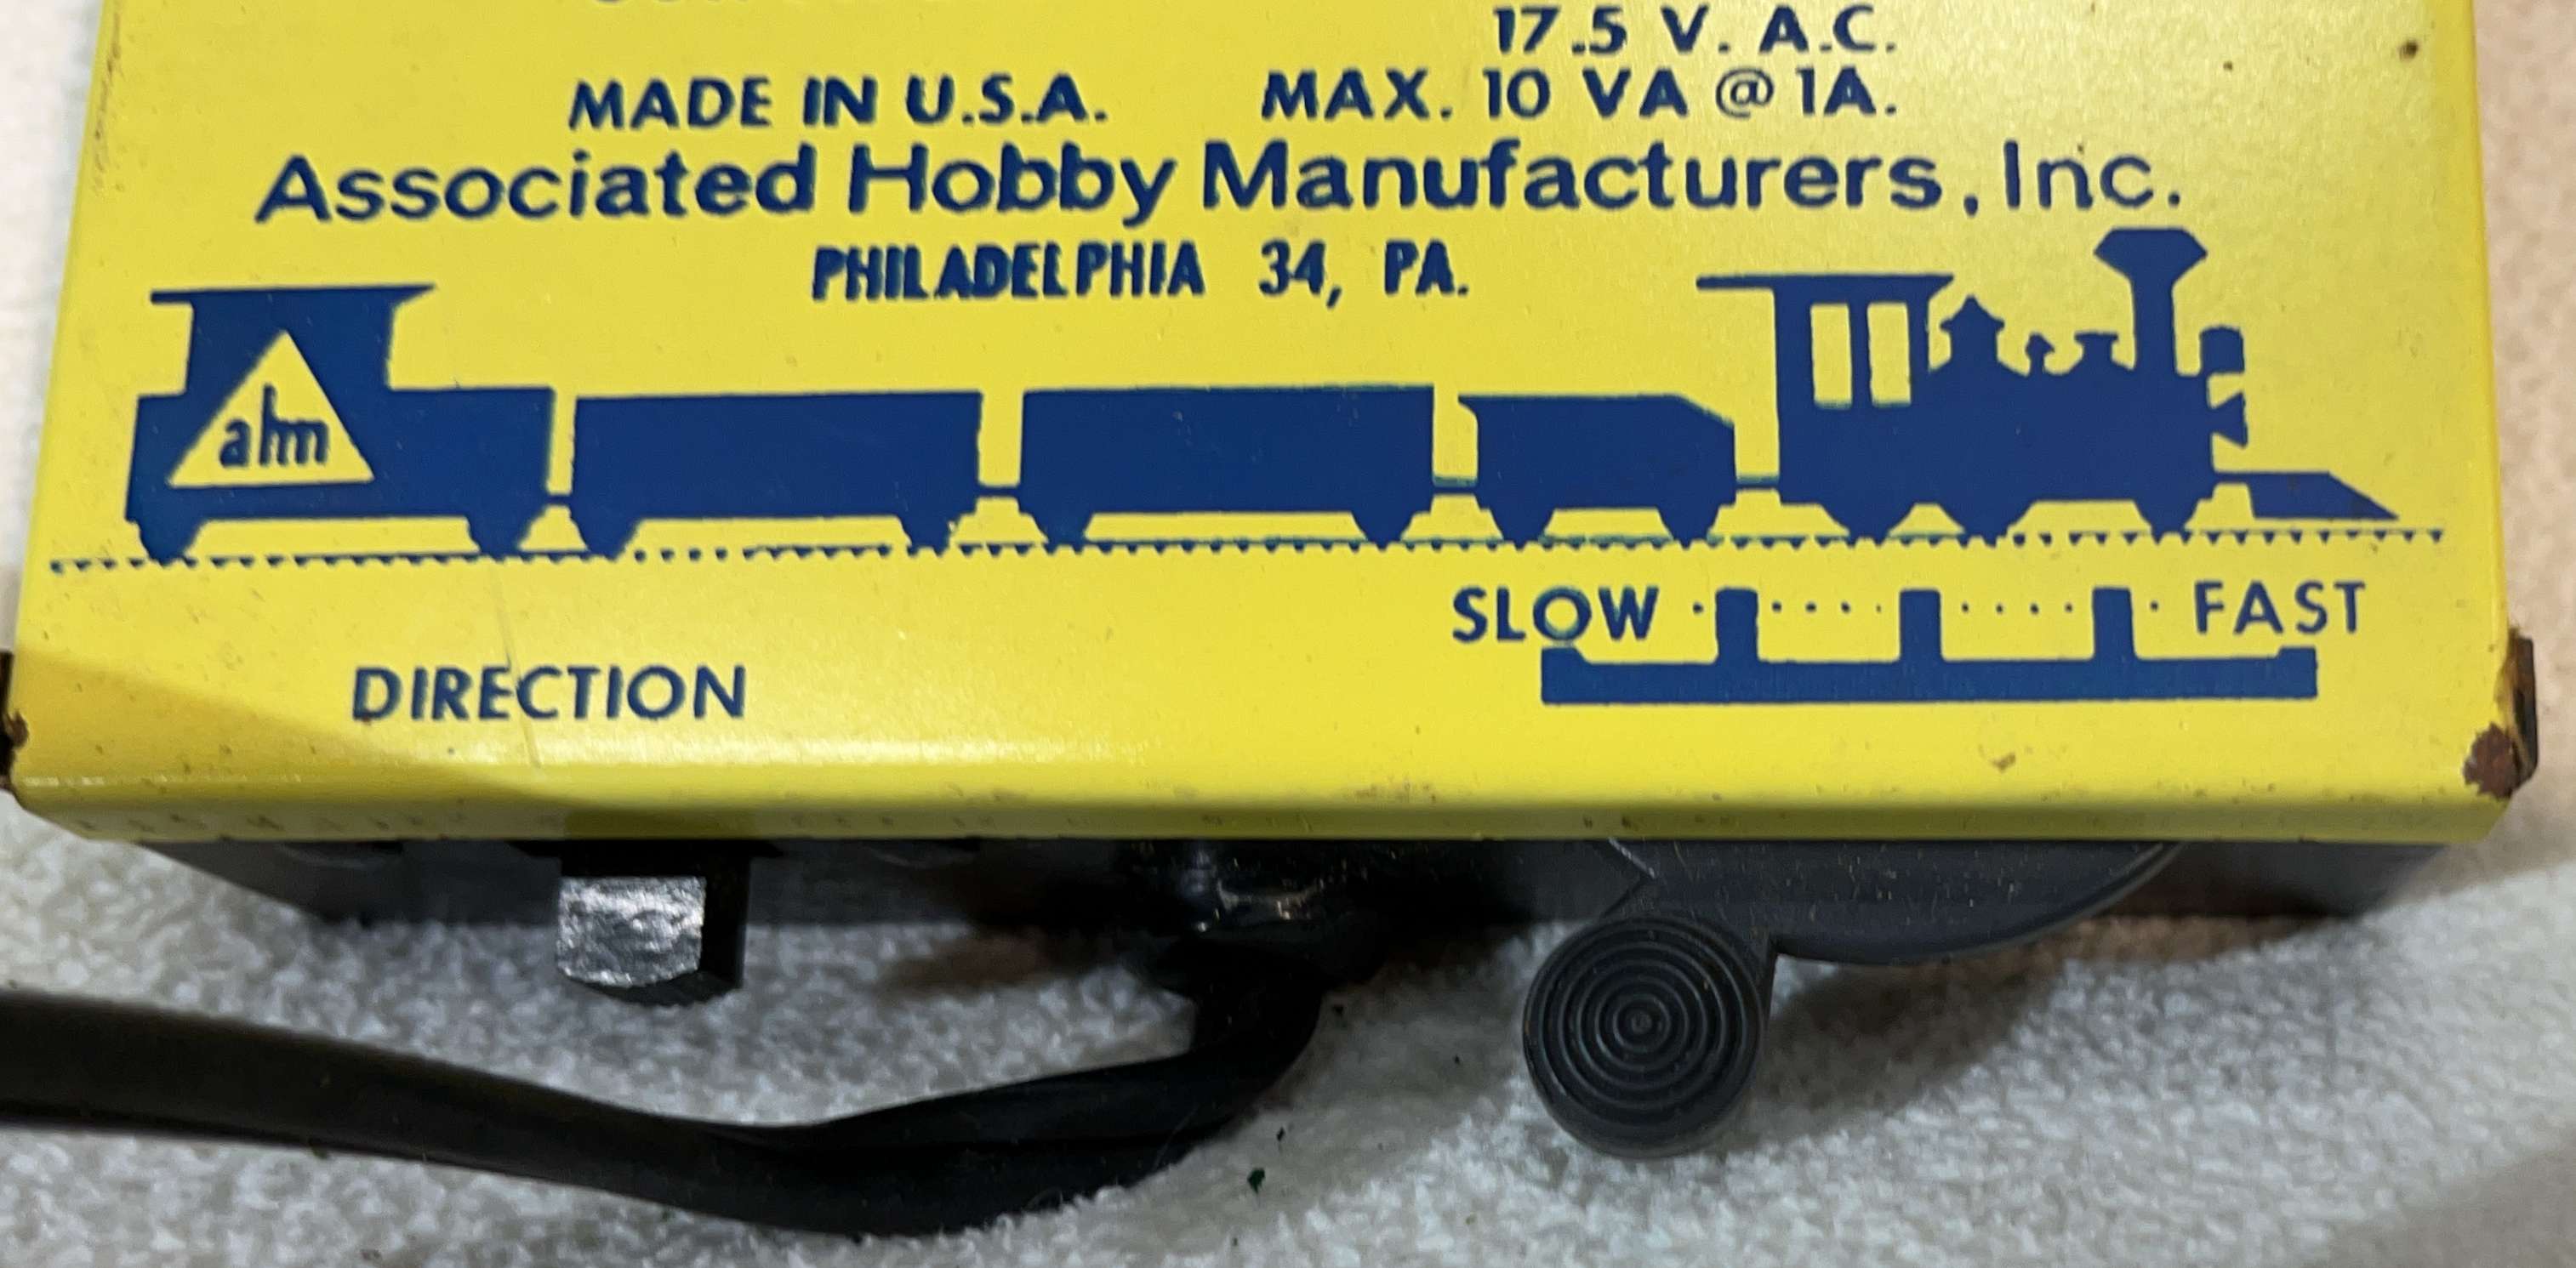 17.5 V. A.C.
MADE IN U.S.A. MAX. 10 VA @ 1A.
Associated Hobby Manufacturers, Inc.
PHILADELPHIA 34, PA.
ahm
SLOW FAST
DIRECTION